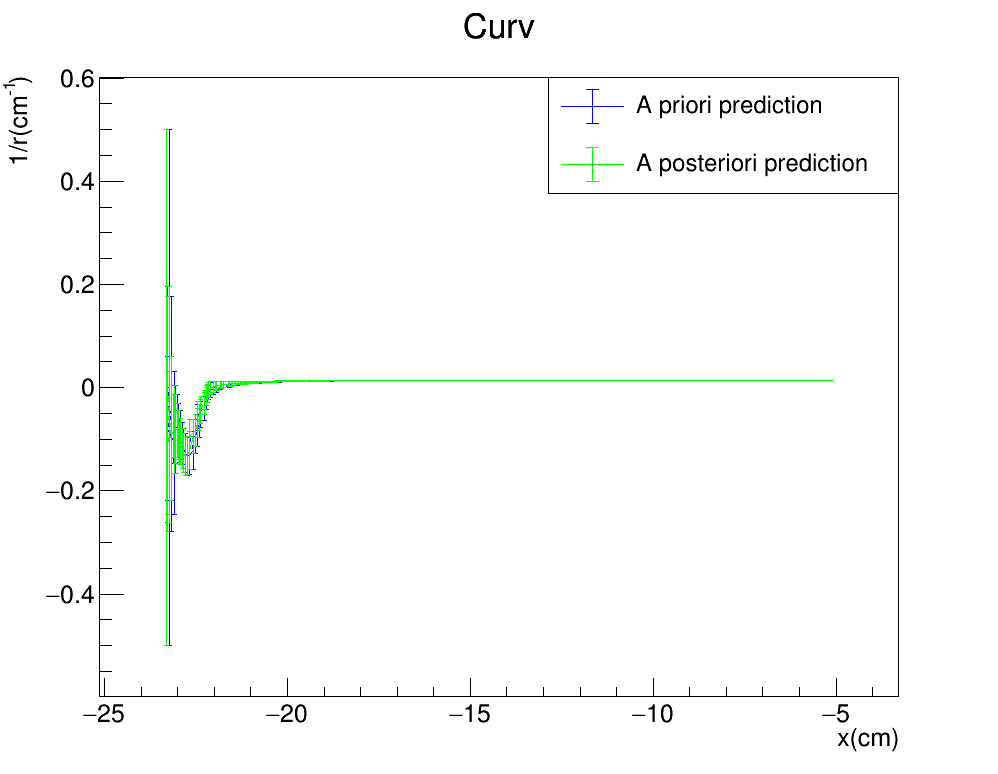 Curv
1/r(cm⁻¹)
A priori prediction
A posteriori prediction
0.6
0.4
0.2
0
−0.2
−0.4
−25 −20 −15 −10 −5
x(cm)